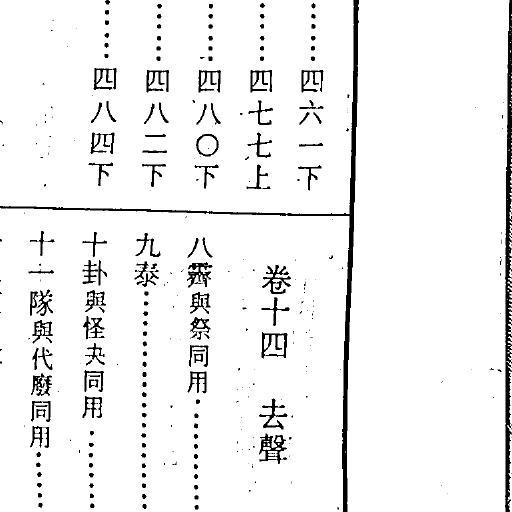 ……四六一下
……四七七上
……四八〇下
……四八二下
……四八四下
卷十四　去聲
八霽與祭同用……
九泰……
十卦與怪夬同用……
十一隊與代廢同用……